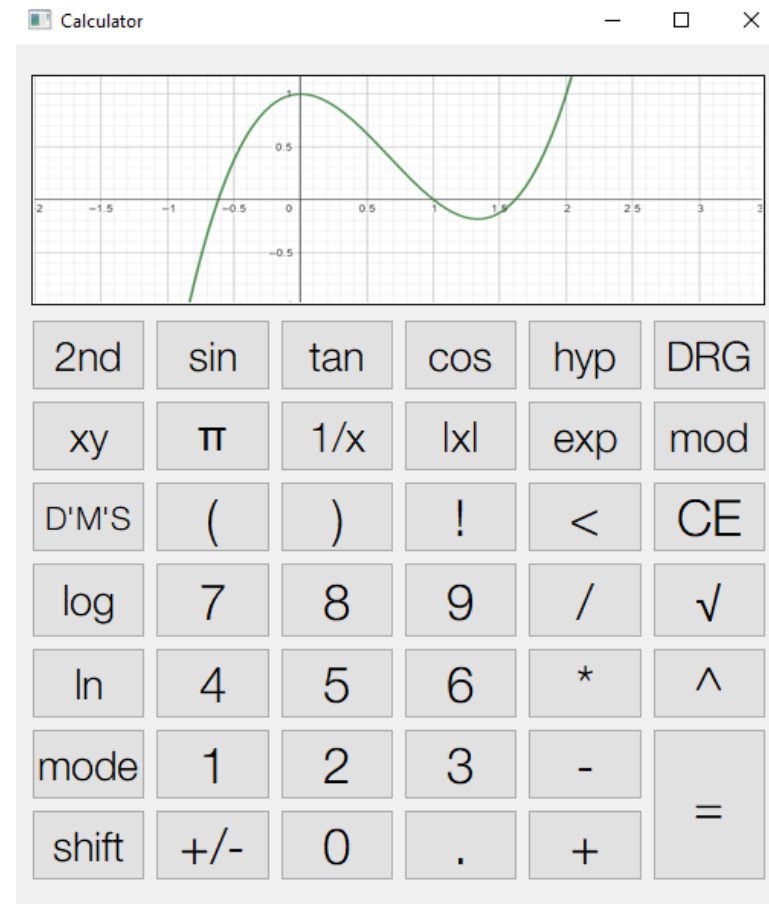 Calculator
1
0.5
-2 −1.5 −1 −0.5 0 0.5 1 1.5 2 2.5 3
−0.5
2nd sin tan cos hyp DRG
xy π 1/x |x| exp mod
D'M'S ( ) ! < CE
log 7 8 9 / √
ln 4 5 6 * ^
mode 1 2 3 -
=
shift +/- 0 . +